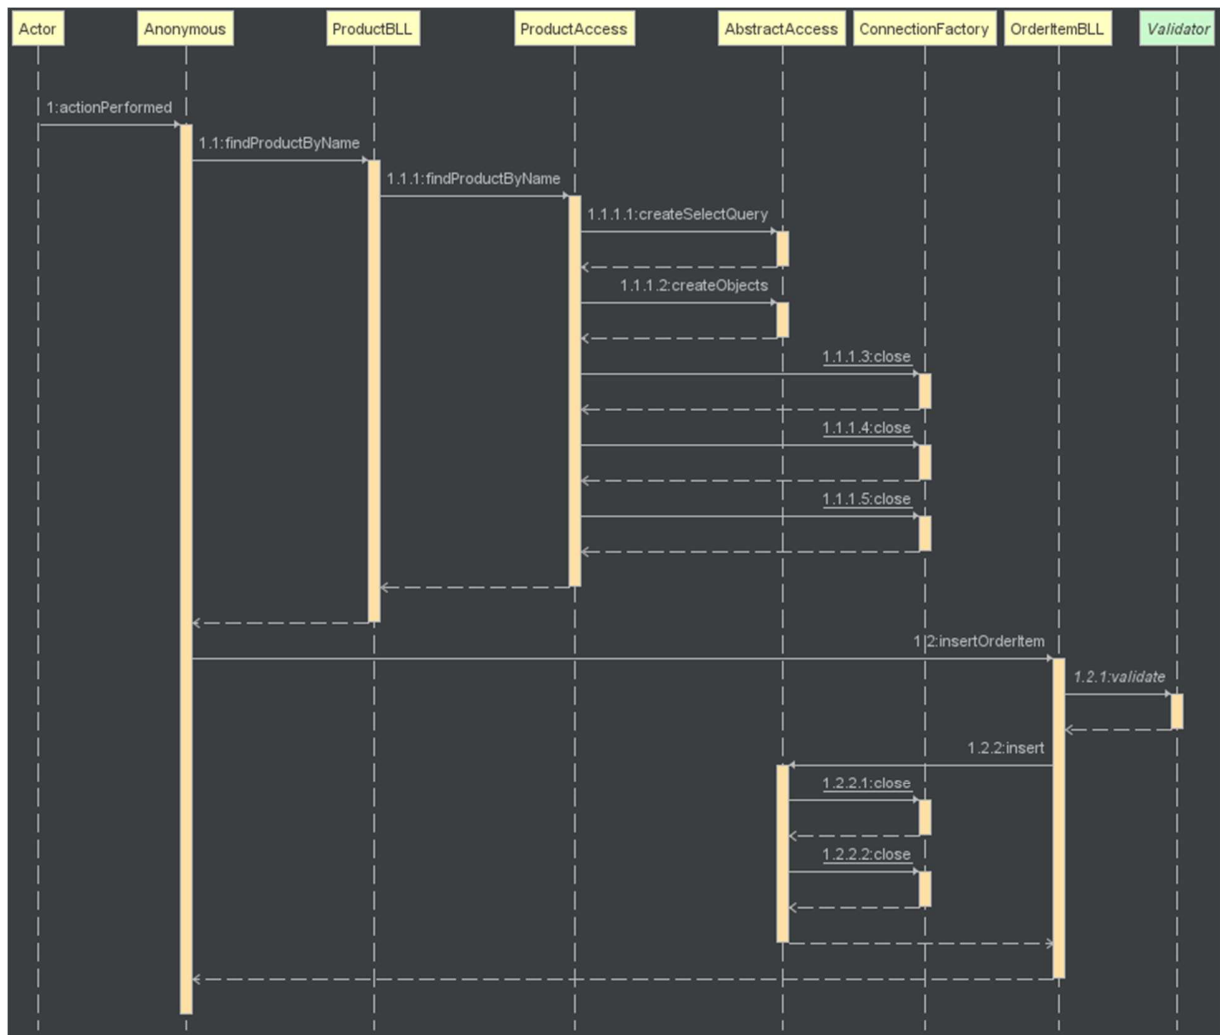 Actor
Anonymous
ProductBLL
ProductAccess
AbstractAccess
ConnectionFactory
OrderItemBLL
Validator
1:actionPerformed
1.1:findProductByName
1.1.1:findProductByName
1.1.1.1:createSelectQuery
1.1.1.2:createObjects
1.1.1.3:close
1.1.1.4:close
1.1.1.5:close
1.2:insertOrderItem
1.2.1:validate
1.2.2:insert
1.2.2.1:close
1.2.2.2:close